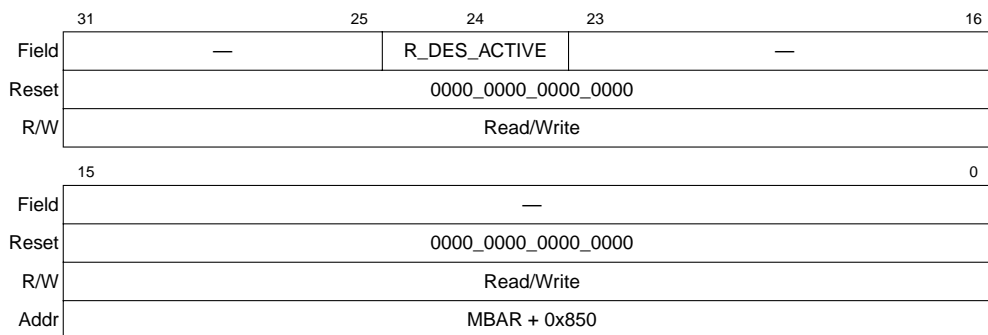 31 25 24 23 16
Field — R_DES_ACTIVE —
Reset 0000_0000_0000_0000
R/W Read/Write
15 0
Field —
Reset 0000_0000_0000_0000
R/W Read/Write
Addr MBAR + 0x850